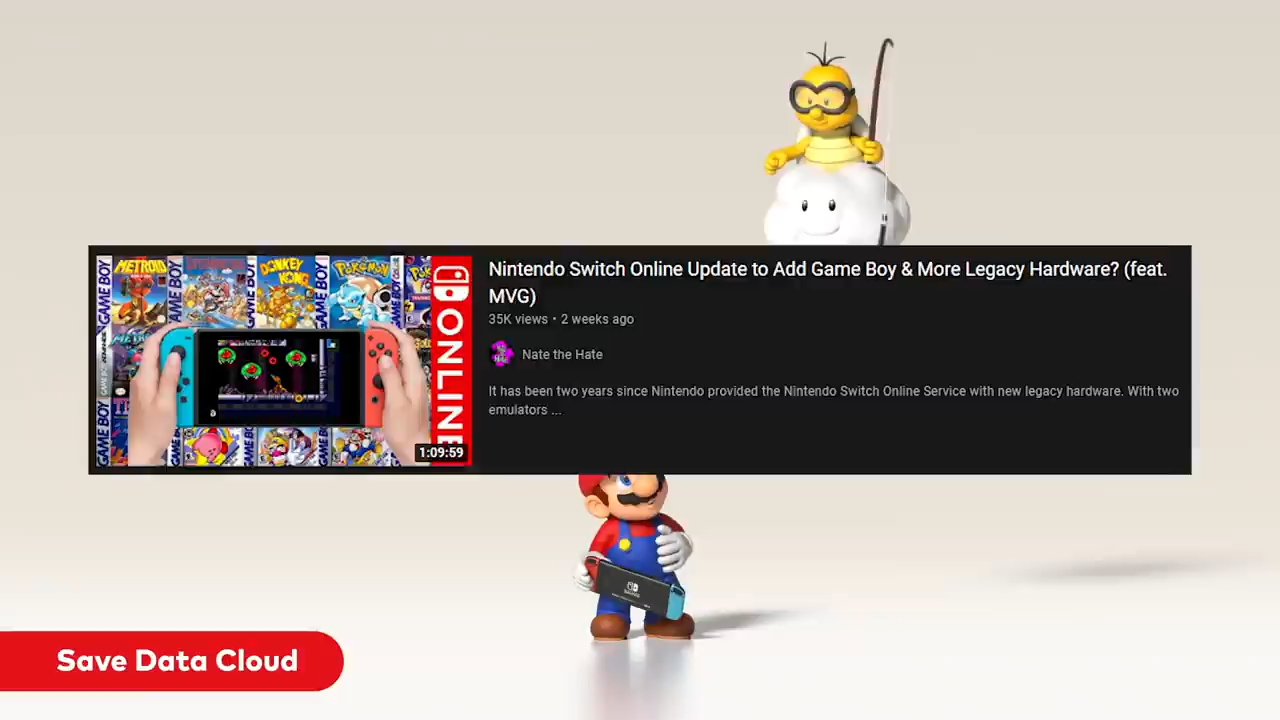 Nintendo Switch Online Update to Add Game Boy & More Legacy Hardware? (feat.
MVG)
35K views • 2 weeks ago
Nate the Hate
It has been two years since Nintendo provided the Nintendo Switch Online Service with new legacy hardware. With two
emulators ...
GAME BOY
METROID
DONKEY KONG
POKéMON
ONLINE
GAME BOY
1:09:59
Save Data Cloud